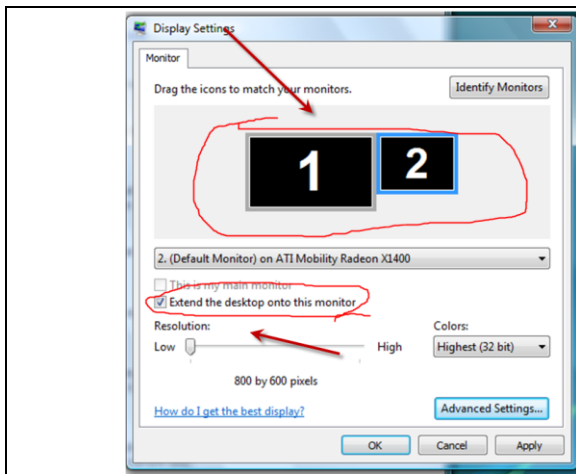 Display Settings
Monitor
Drag the icons to match your monitors.
Identify Monitors
1
2
2. (Default Monitor) on ATI Mobility Radeon X1400
This is my main monitor
Extend the desktop onto this monitor
Resolution:
Colors:
Low
High
Highest (32 bit)
800 by 600 pixels
How do I get the best display?
Advanced Settings...
OK
Cancel
Apply